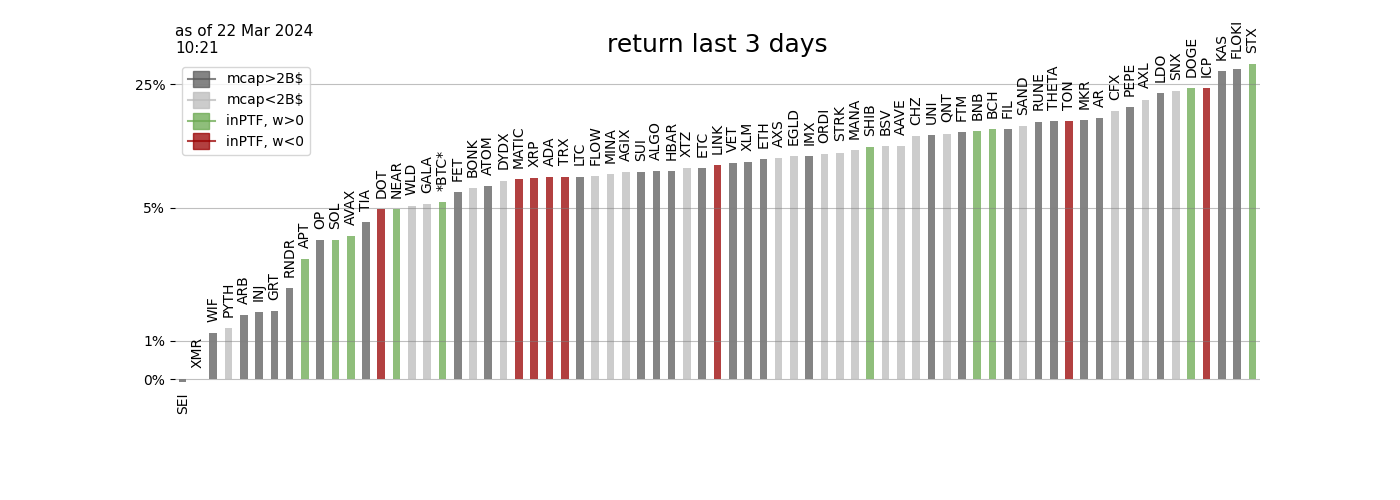 as of 22 Mar 2024
10:21
return last 3 days
mcap>2B$
mcap<2B$
inPTF, w>0
inPTF, w<0
25%
5%
1%
0%
SEI
XMR
WIF
PYTH
ARB
INJ
GRT
RNDR
APT
OP
SOL
AVAX
TIA
DOT
NEAR
WLD
GALA
*BTC*
FET
BONK
ATOM
DYDX
MATIC
XRP
ADA
TRX
LTC
FLOW
MINA
AGIX
SUI
ALGO
HBAR
XTZ
ETC
LINK
VET
XLM
ETH
AXS
EGLD
IMX
ORDI
STRK
MANA
SHIB
BSV
AAVE
CHZ
UNI
QNT
FTM
BNB
BCH
FIL
SAND
RUNE
THETA
TON
MKR
AR
CFX
PEPE
AXL
LDO
SNX
DOGE
ICP
KAS
FLOKI
STX